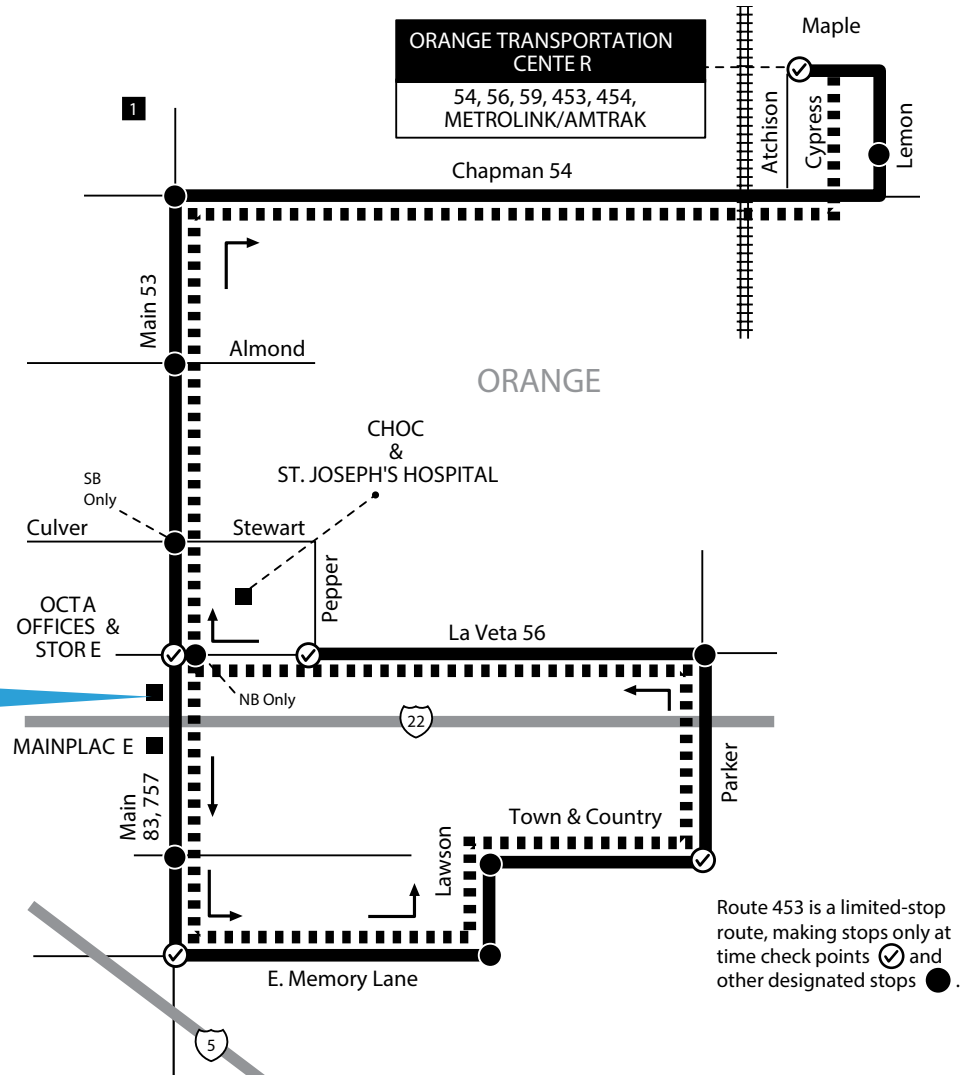 ORANGE TRANSPORTATION
CENTE R
54, 56, 59, 453, 454,
METROLINK/AMTRAK
Maple
1
Atchison
Cypress
Lemon
Chapman 54
Main 53
Almond
ORANGE
CHOC
&
ST. JOSEPH'S HOSPITAL
SB
Only
Culver
Stewart
Pepper
OCTA
OFFICES &
STOR E
La Veta 56
NB Only
22
MAINPLAC E
Main
83, 757
Parker
Town & Country
Lawson
E. Memory Lane
5
Route 453 is a limited-stop
route, making stops only at
time check points and
other designated stops .